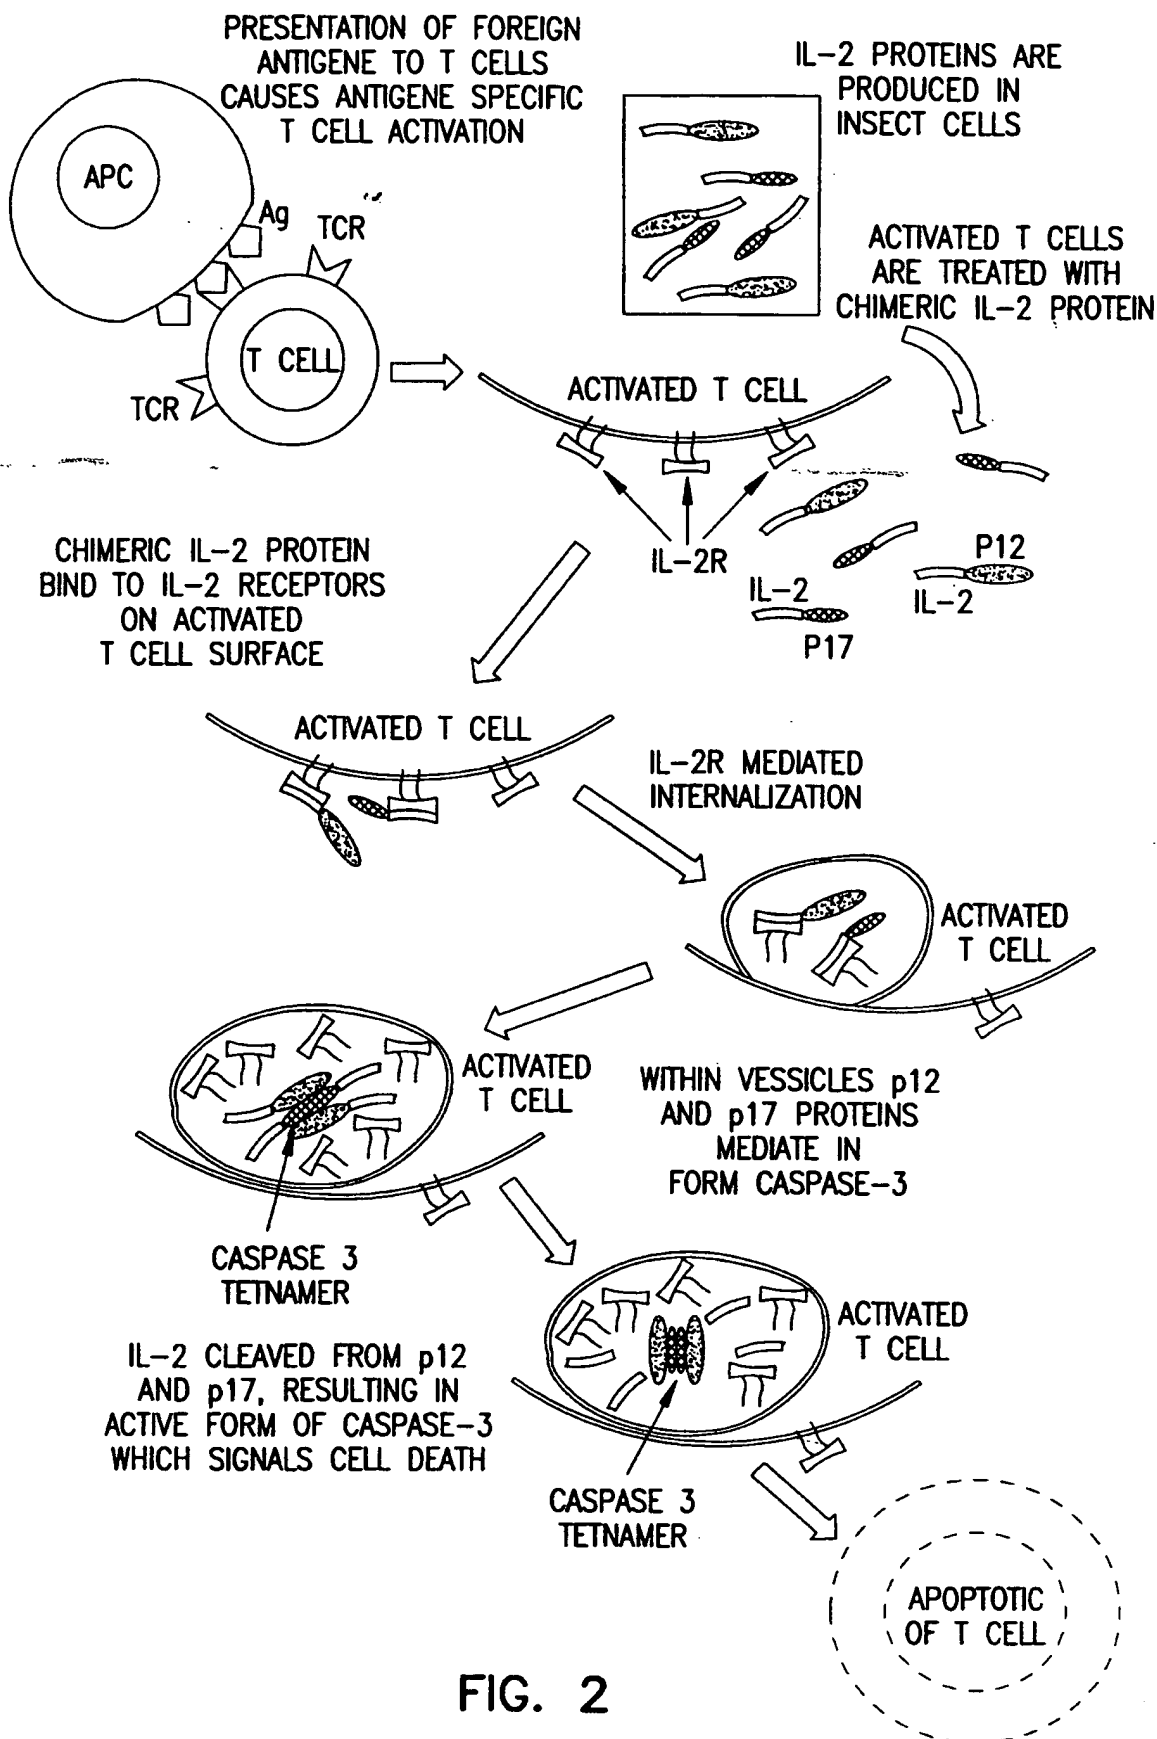 PRESENTATION OF FOREIGN
ANTIGENE TO T CELLS
CAUSES ANTIGENE SPECIFIC
T CELL ACTIVATION
IL-2 PROTEINS ARE
PRODUCED IN
INSECT CELLS
APC
Ag
TCR
T CELL
TCR
ACTIVATED T CELLS
ARE TREATED WITH
CHIMERIC IL-2 PROTEIN
ACTIVATED T CELL
IL-2R
P12
IL-2
IL-2
P17
CHIMERIC IL-2 PROTEIN
BIND TO IL-2 RECEPTORS
ON ACTIVATED
T CELL SURFACE
ACTIVATED T CELL
IL-2R MEDIATED
INTERNALIZATION
ACTIVATED
T CELL
ACTIVATED
T CELL
WITHIN VESSICLES p12
AND p17 PROTEINS
MEDIATE IN
FORM CASPASE-3
CASPASE 3
TETNAMER
IL-2 CLEAVED FROM p12
AND p17, RESULTING IN
ACTIVE FORM OF CASPASE-3
WHICH SIGNALS CELL DEATH
ACTIVATED
T CELL
CASPASE 3
TETNAMER
APOPTOTIC
OF T CELL
FIG. 2